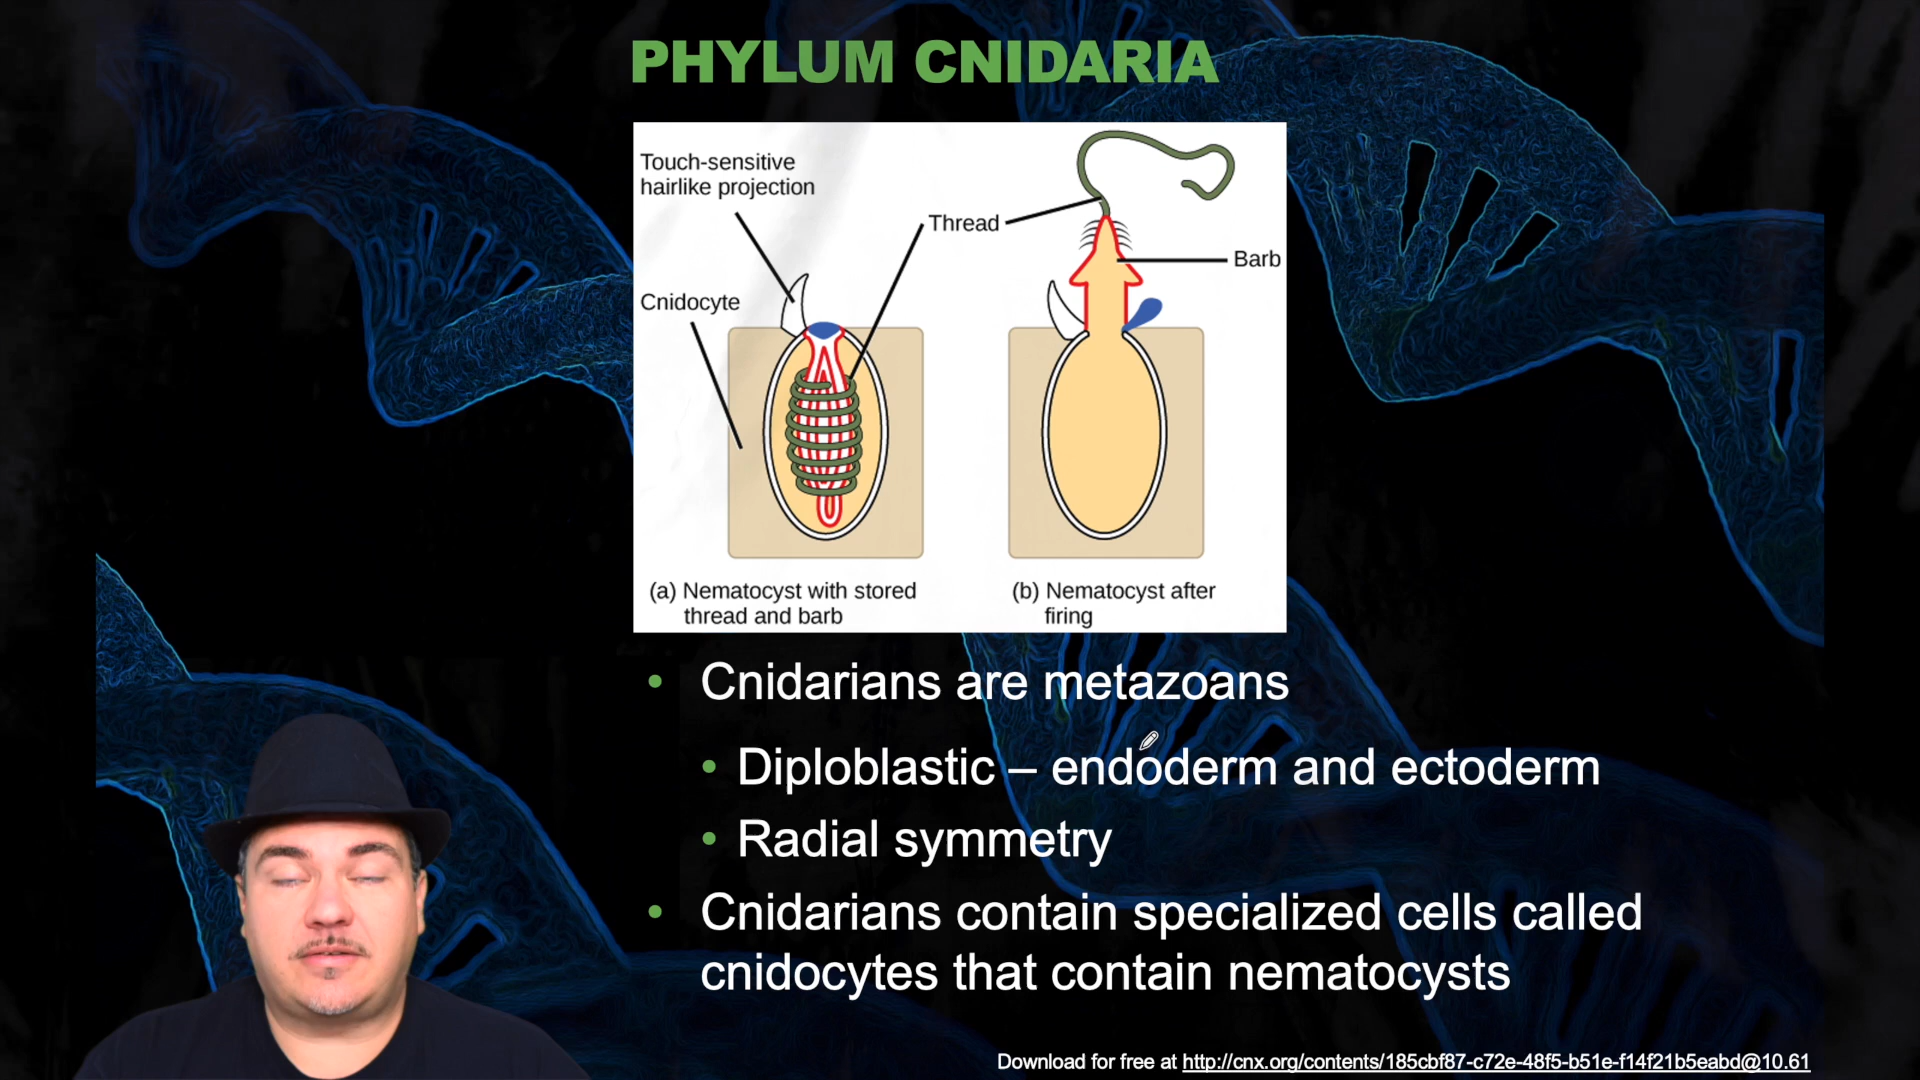 PHYLUM CNIDARIA
Touch-sensitive
hairlike projection
Thread
Barb
Cnidocyte
(a) Nematocyst with stored
thread and barb
(b) Nematocyst after
firing
• Cnidarians are metazoans
• Diploblastic – endoderm and ectoderm
• Radial symmetry
• Cnidarians contain specialized cells called
cnidocytes that contain nematocysts
Download for free at http://cnx.org/contents/185cbf87-c72e-48f5-b51e-f14f21b5eabd@10.61